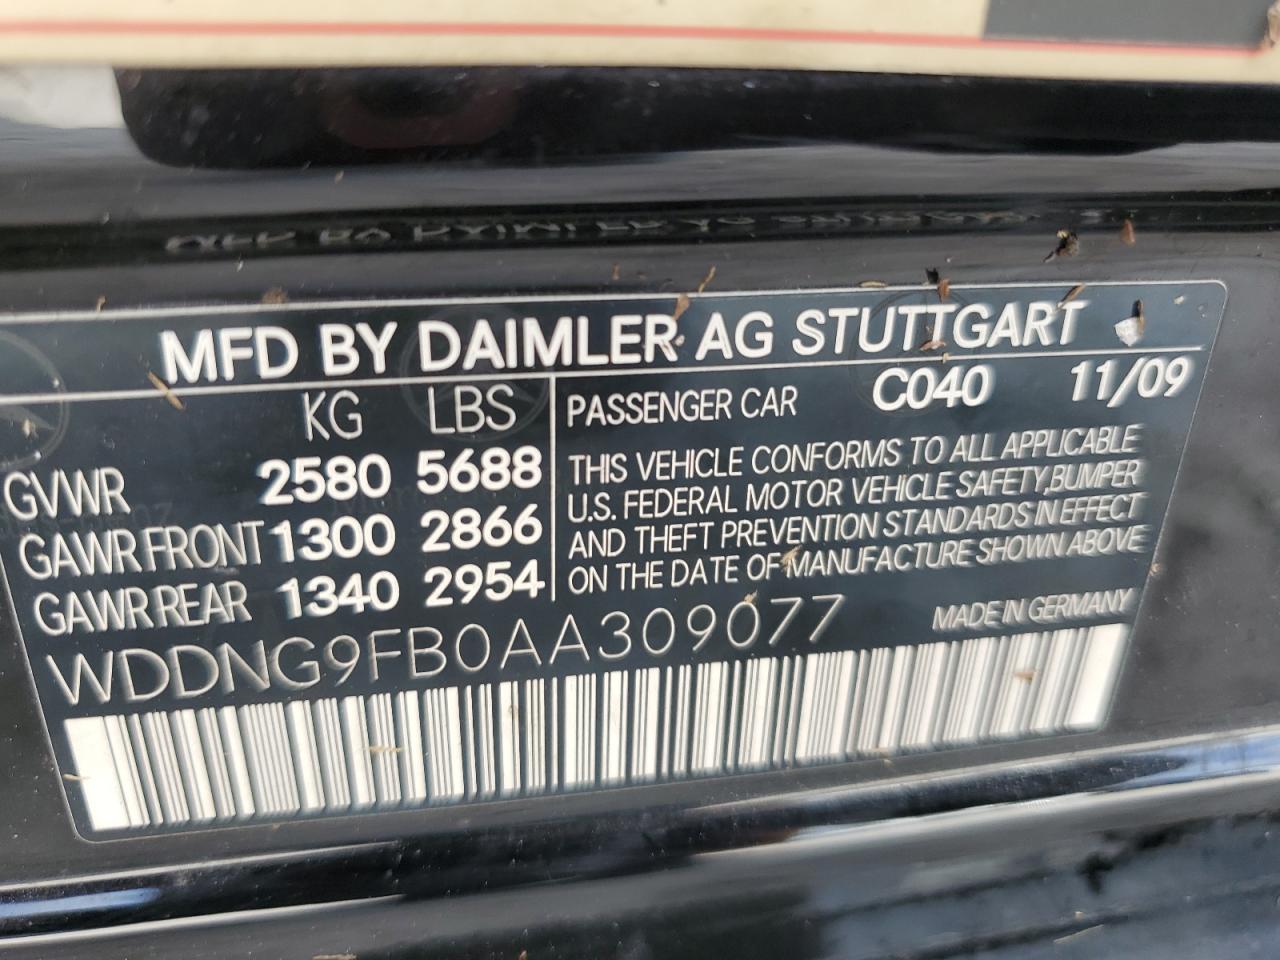 MFD BY DAIMLER AG STUTTGART
KG LBS
GVWR 2580 5688
GAWR FRONT 1300 2866
GAWR REAR 1340 2954
PASSENGER CAR C040 11/09
THIS VEHICLE CONFORMS TO ALL APPLICABLE
U.S. FEDERAL MOTOR VEHICLE SAFETY,BUMPER
AND THEFT PREVENTION STANDARDS IN EFFECT
ON THE DATE OF MANUFACTURE SHOWN ABOVE
WDDNG9FB0AA309077 MADE IN GERMANY